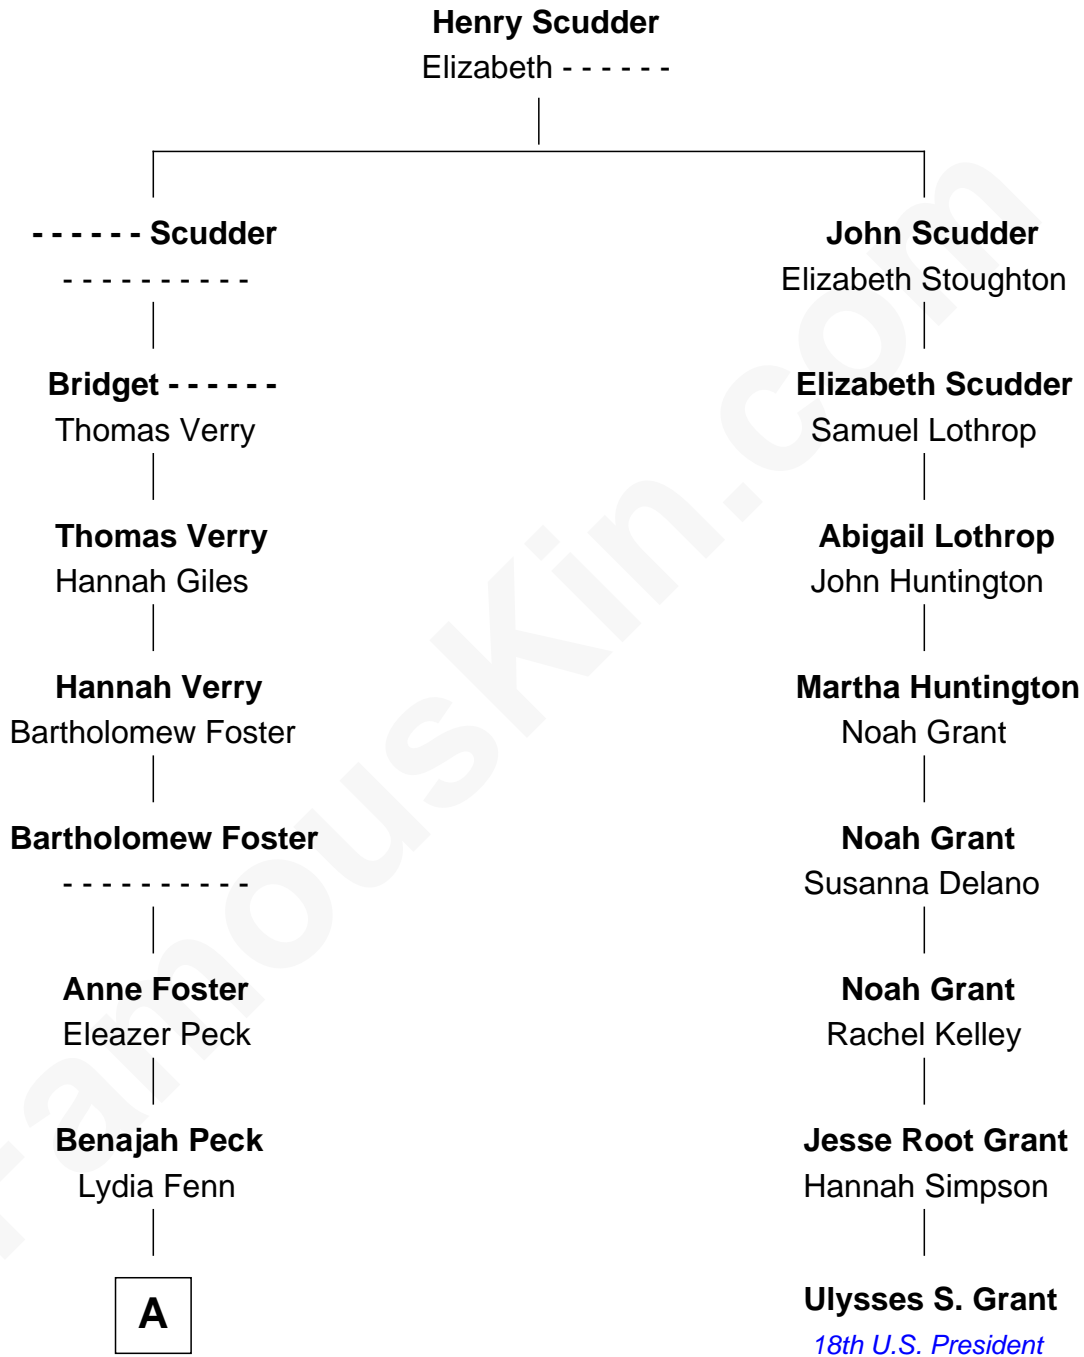 Henry Scudder
Elizabeth - - - - - -
- - - - - - Scudder
- - - - - - - - - -
Bridget - - - - - -
Thomas Verry
Thomas Verry
Hannah Giles
Hannah Verry
Bartholomew Foster
Bartholomew Foster
- - - - - - - - - -
Anne Foster
Eleazer Peck
Benajah Peck
Lydia Fenn
A
John Scudder
Elizabeth Stoughton
Elizabeth Scudder
Samuel Lothrop
Abigail Lothrop
John Huntington
Martha Huntington
Noah Grant
Noah Grant
Susanna Delano
Noah Grant
Rachel Kelley
Jesse Root Grant
Hannah Simpson
Ulysses S. Grant
18th U.S. President
FamousKin.com